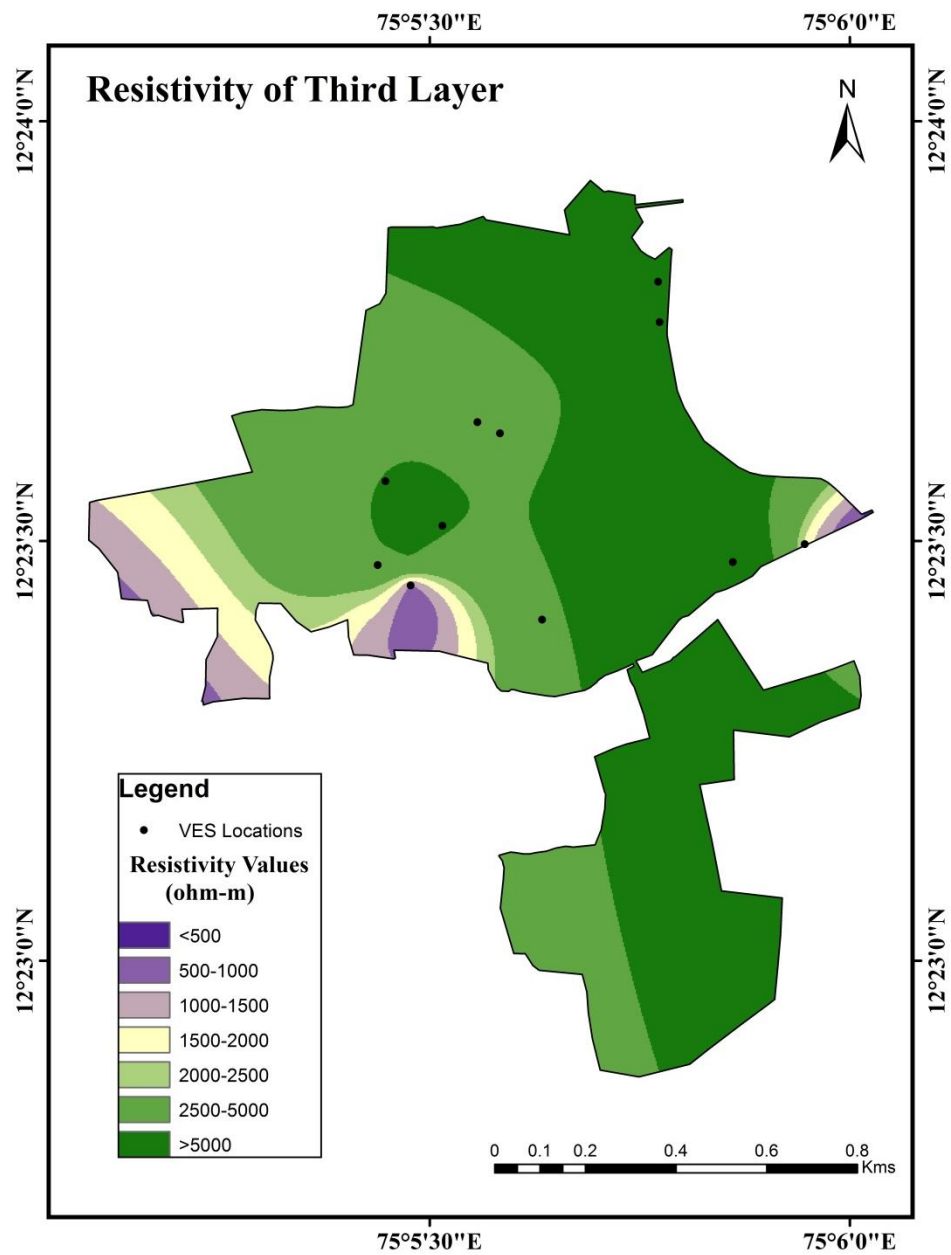 75°5'30"E 75°6'0"E
Resistivity of Third Layer
N
12°24'0"N 12°24'0"N
12°23'30"N 12°23'30"N
Legend
VES Locations
Resistivity Values
(ohm-m)
<500
500-1000
12°23'0"N 12°23'0"N
1000-1500
1500-2000
2000-2500
2500-5000
>5000
0 0.1 0.2 0.4 0.6 0.8
Kms
75°5'30"E 75°6'0"E